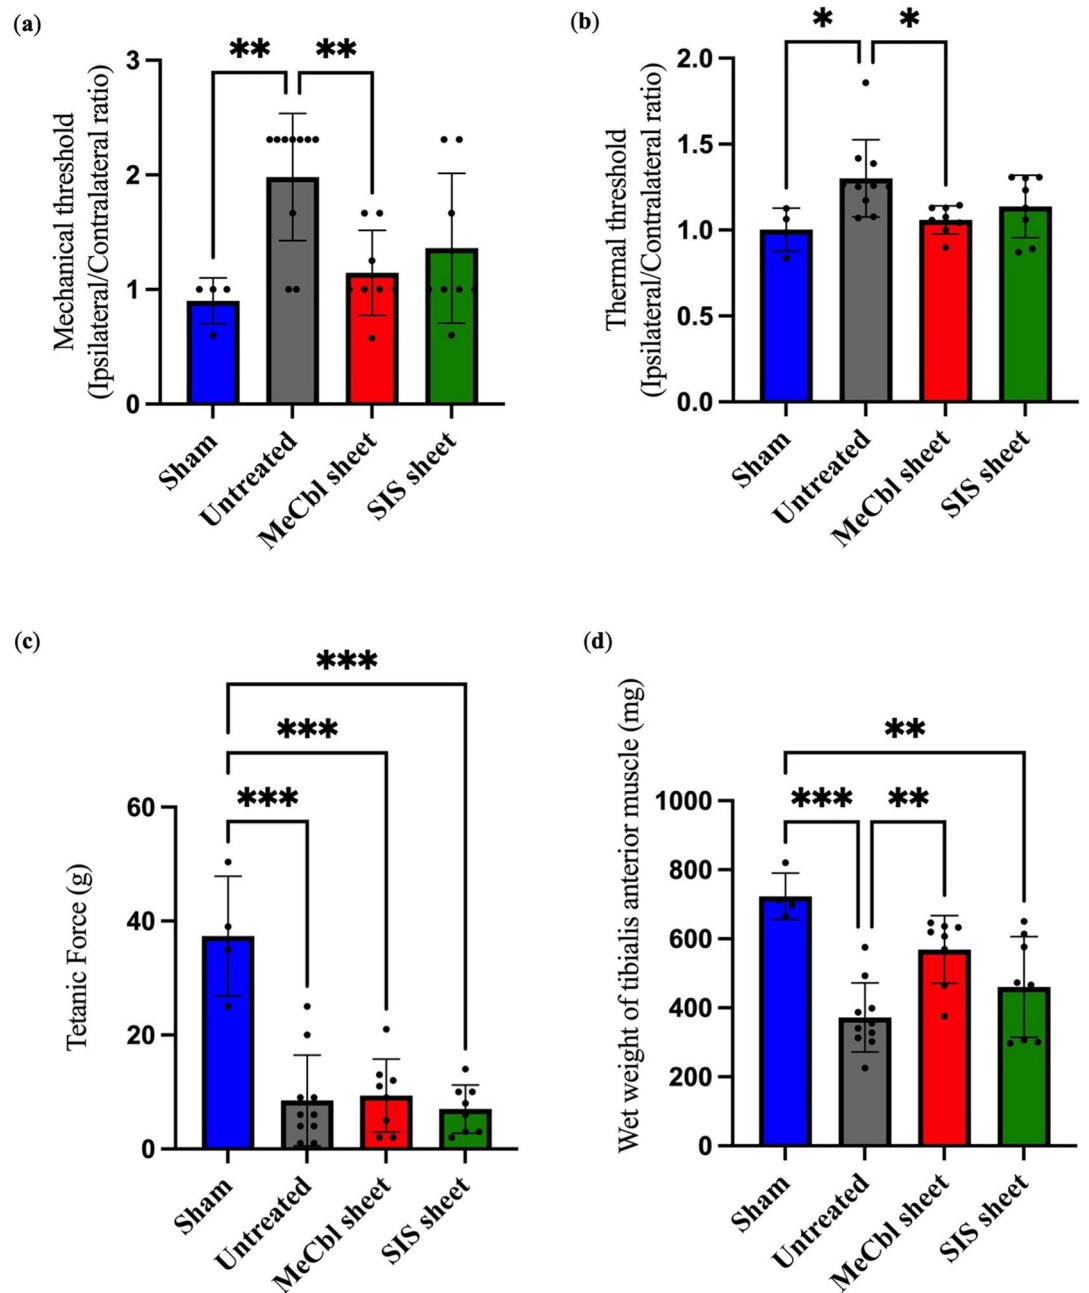 (a)
**
**
3
2
1
0
Mechanical threshold
(Ipsilateral/Contralateral ratio)
Sham
Untreated
MeCbl sheet
SIS sheet
(b)
*
*
2.0
1.5
1.0
0.5
0.0
Thermal threshold
(Ipsilateral/Contralateral ratio)
Sham
Untreated
MeCbl sheet
SIS sheet
(c)
***
***
***
60
40
20
0
Tetanic Force (g)
Sham
Untreated
MeCbl sheet
SIS sheet
(d)
**
***
**
1000
800
600
400
200
0
Wet weight of tibialis anterior muscle (mg)
Sham
Untreated
MeCbl sheet
SIS sheet